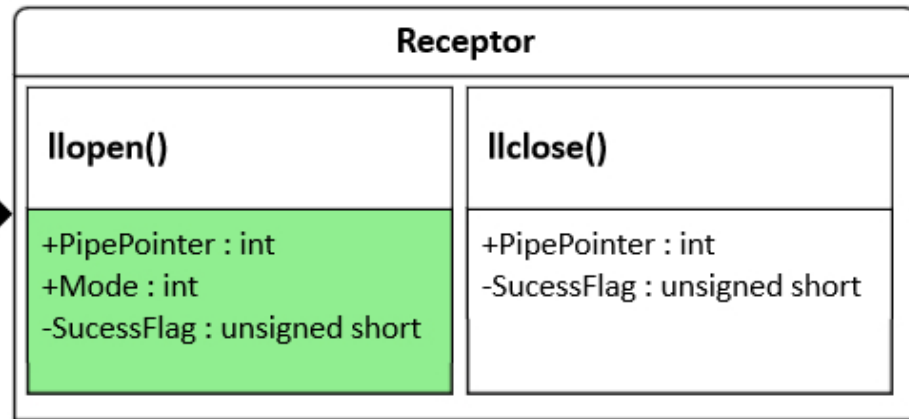 Receptor
llopen()
+PipePointer : int
+Mode : int
-SucessFlag : unsigned short
llclose()
+PipePointer : int
-SucessFlag : unsigned short